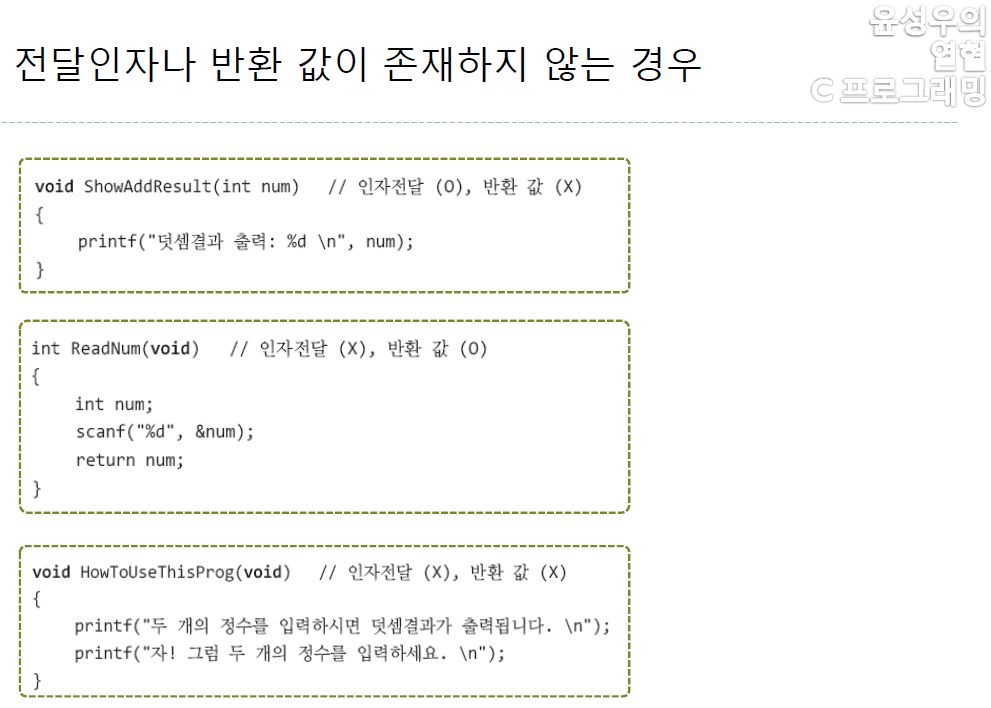 윤성우의
열혈
C 프로그래밍
전달인자나 반환 값이 존재하지 않는 경우
void ShowAddResult(int num) // 인자전달 (O), 반환 값 (X)
{
printf("덧셈결과 출력: %d \n", num);
}
int ReadNum(void) // 인자전달 (X), 반환 값 (O)
{
int num;
scanf("%d", &num);
return num;
}
void HowToUseThisProg(void) // 인자전달 (X), 반환 값 (X)
{
printf("두 개의 정수를 입력하시면 덧셈결과가 출력됩니다. \n");
printf("자! 그럼 두 개의 정수를 입력하세요. \n");
}